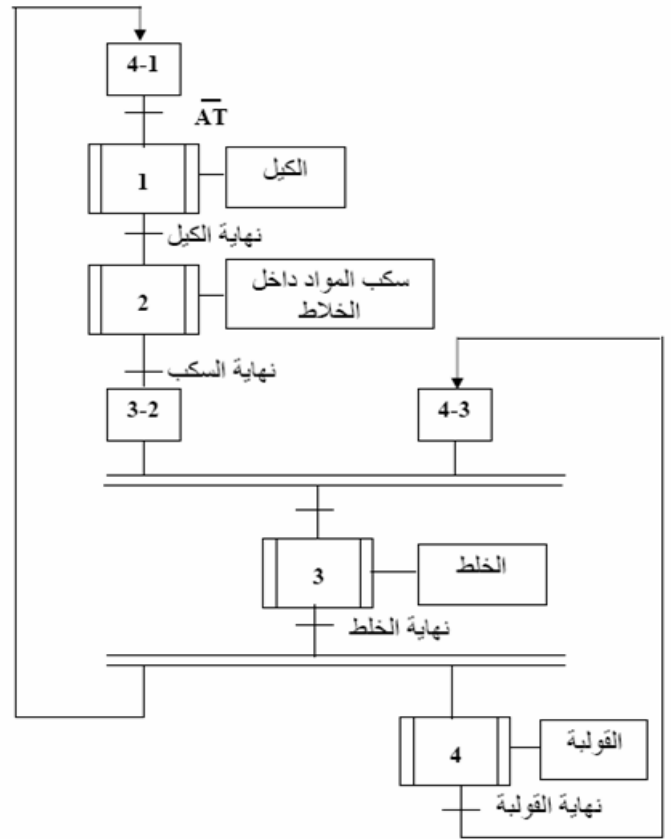 4-1
A̅T̅
1
الكيل
نهاية الكيل
2
سكب المواد داخل
الخلاط
نهاية السكب
3-2
4-3
3
الخلط
نهاية الخلط
4
القولبة
نهاية القولبة